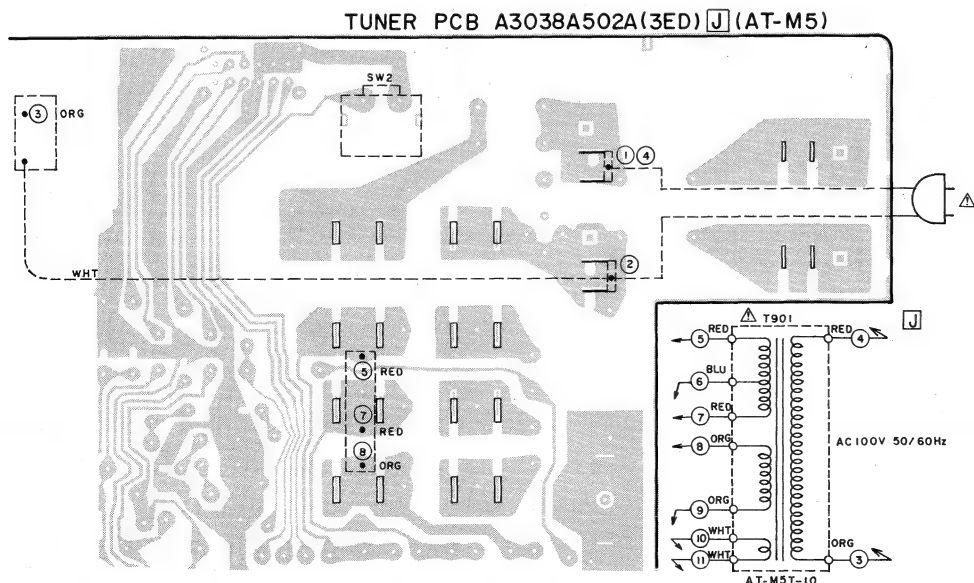 TUNER PCB A3038A502A(3ED) J (AT-M5)
SW2
③ ORG
① ④
②
WHT
⑤
RED
⑦
RED
⑧
ORG
T901
J
⑤ RED
RED ④
⑥ BLU
⑦ RED
⑧ ORG
AC100V 50/60Hz
⑨ ORG
⑩ WHT
⑪ WHT
ORG ③
AT-M5T-10